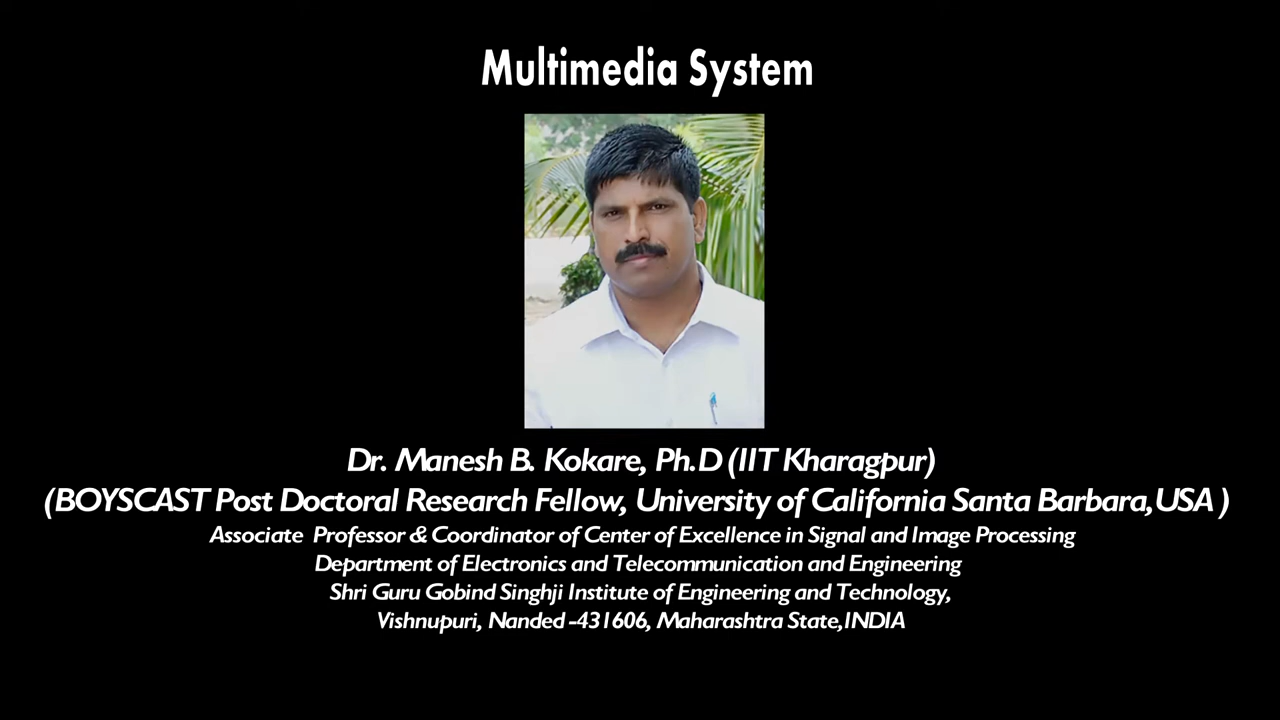 Multimedia System
Dr. Manesh B. Kokare, Ph.D (IIT Kharagpur)
(BOYSCAST Post Doctoral Research Fellow, University of California Santa Barbara,USA )
Associate Professor & Coordinator of Center of Excellence in Signal and Image Processing
Department of Electronics and Telecommunication and Engineering
Shri Guru Gobind Singhji Institute of Engineering and Technology,
Vishnupuri, Nanded -431606, Maharashtra State,INDIA